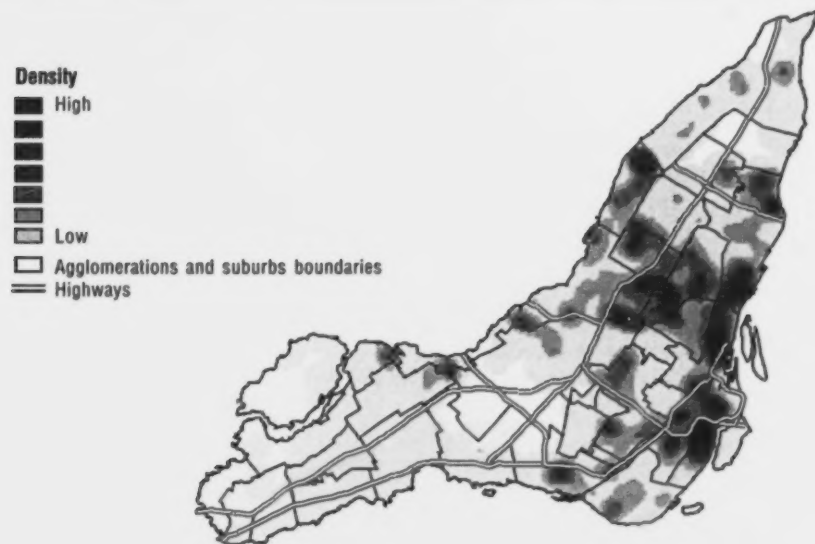 Density
High
Low
Agglomerations and suburbs boundaries
Highways